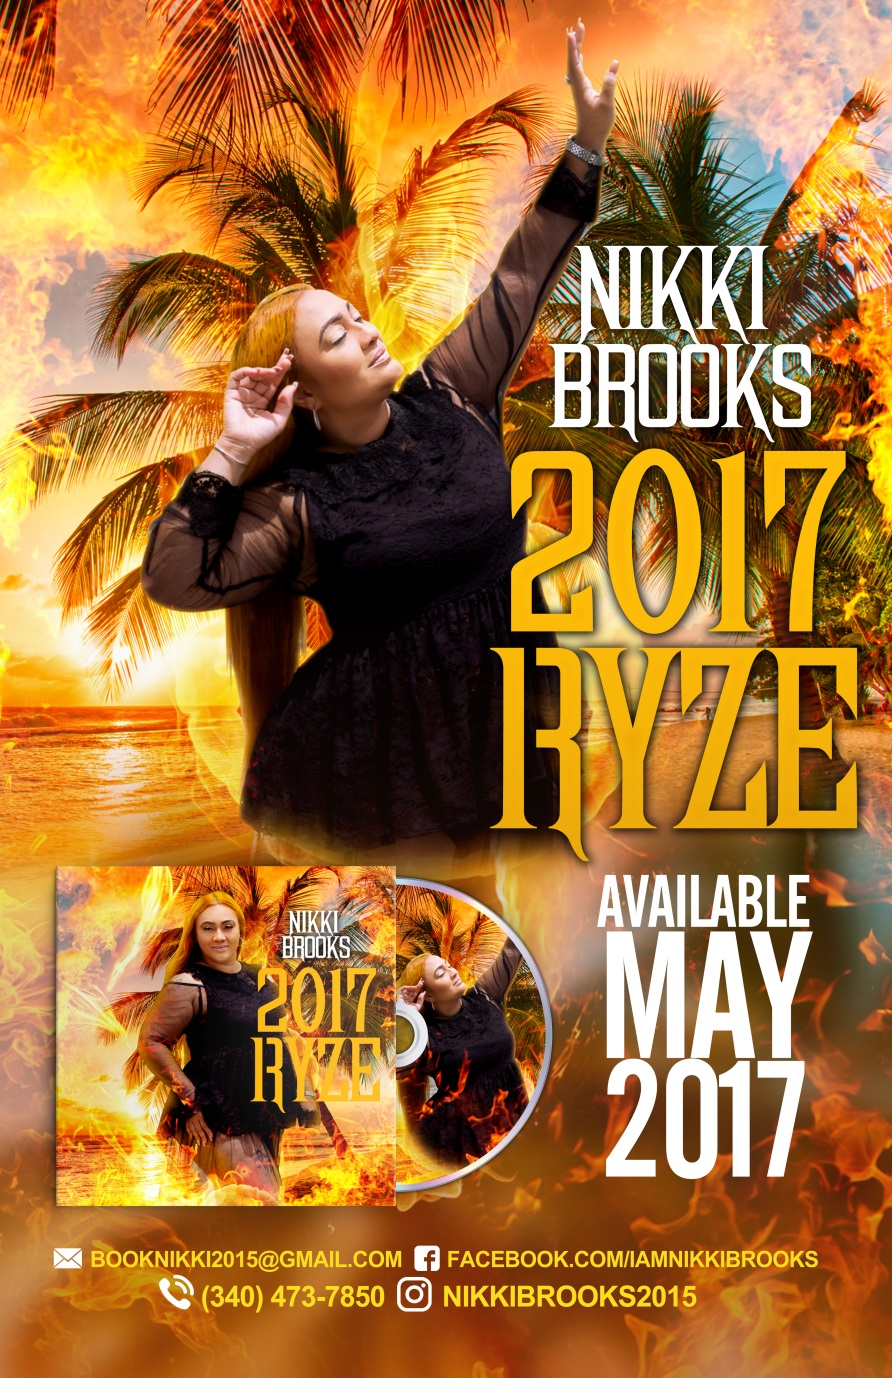 NIKKI
BROOKS
2017
RYZE
NIKKI
BROOKS
2017
RYZE
AVAILABLE
MAY
2017
BOOKNIKKI2015@GMAIL.COM FACEBOOK.COM/IAMNIKKIBROOKS
(340) 473-7850 NIKKIBROOKS2015